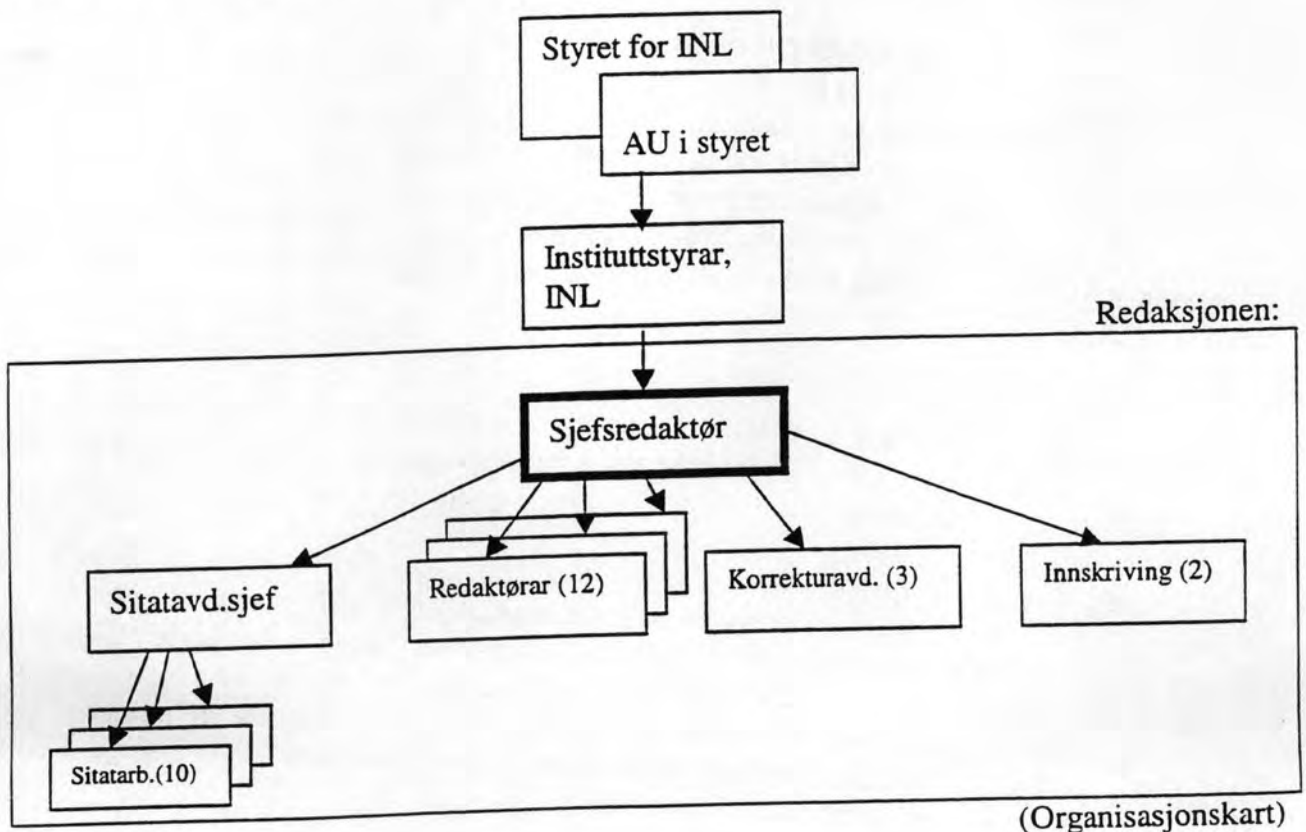 Styret for INL
AU i styret
Instituttstyrar,
INL
Redaksjonen:
Sjefsredaktør
Sitatavd.sjef
Redaktørar (12)
Korrekturavd. (3)
Innskriving (2)
Sitatarb.(10)
(Organisasjonskart)